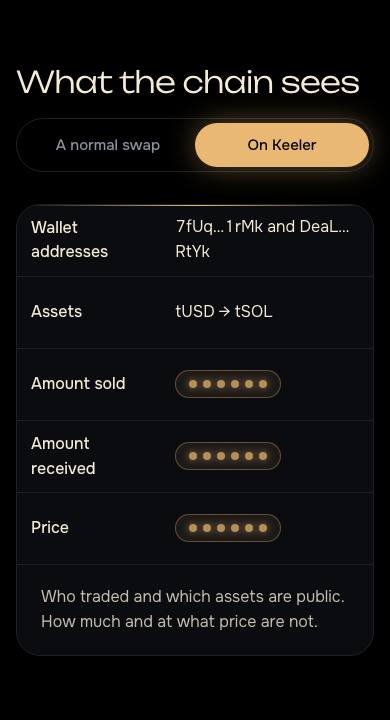 What the chain sees
A normal swap
On Keeler
Wallet addresses
7fUq…1rMk and DeaL…RtYk
Assets
tUSD → tSOL
Amount sold
Amount received
Price
Who traded and which assets are public.
How much and at what price are not.